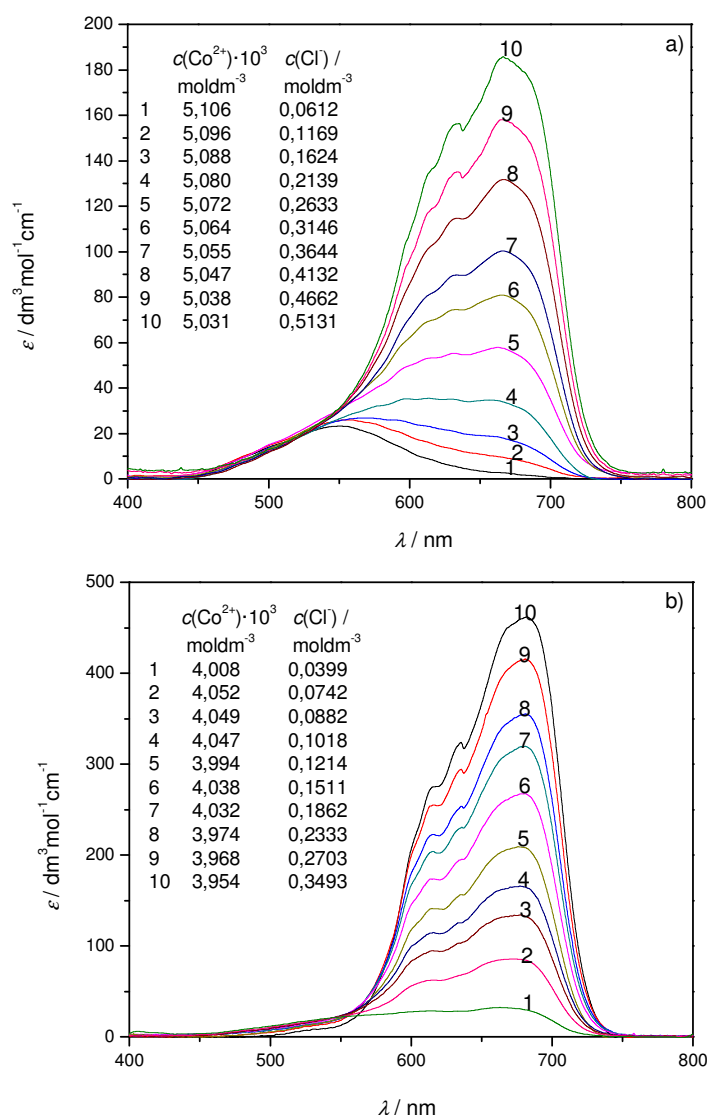 a)
c(Co²⁺)·10³ c(Cl⁻) /
moldm⁻³ moldm⁻³
1 5,106 0,0612
2 5,096 0,1169
3 5,088 0,1624
4 5,080 0,2139
5 5,072 0,2633
6 5,064 0,3146
7 5,055 0,3644
8 5,047 0,4132
9 5,038 0,4662
10 5,031 0,5131
200
180
160
140
120
100
80
60
40
20
0
ε / dm³mol⁻¹cm⁻¹
10
9
8
7
6
5
4
3
2
1
400 500 600 700 800
λ / nm
b)
c(Co²⁺)·10³ c(Cl⁻) /
moldm⁻³ moldm⁻³
1 4,008 0,0399
2 4,052 0,0742
3 4,049 0,0882
4 4,047 0,1018
5 3,994 0,1214
6 4,038 0,1511
7 4,032 0,1862
8 3,974 0,2333
9 3,968 0,2703
10 3,954 0,3493
500
400
300
200
100
0
ε / dm³mol⁻¹cm⁻¹
10
9
8
7
6
5
4
3
2
1
400 500 600 700 800
λ / nm